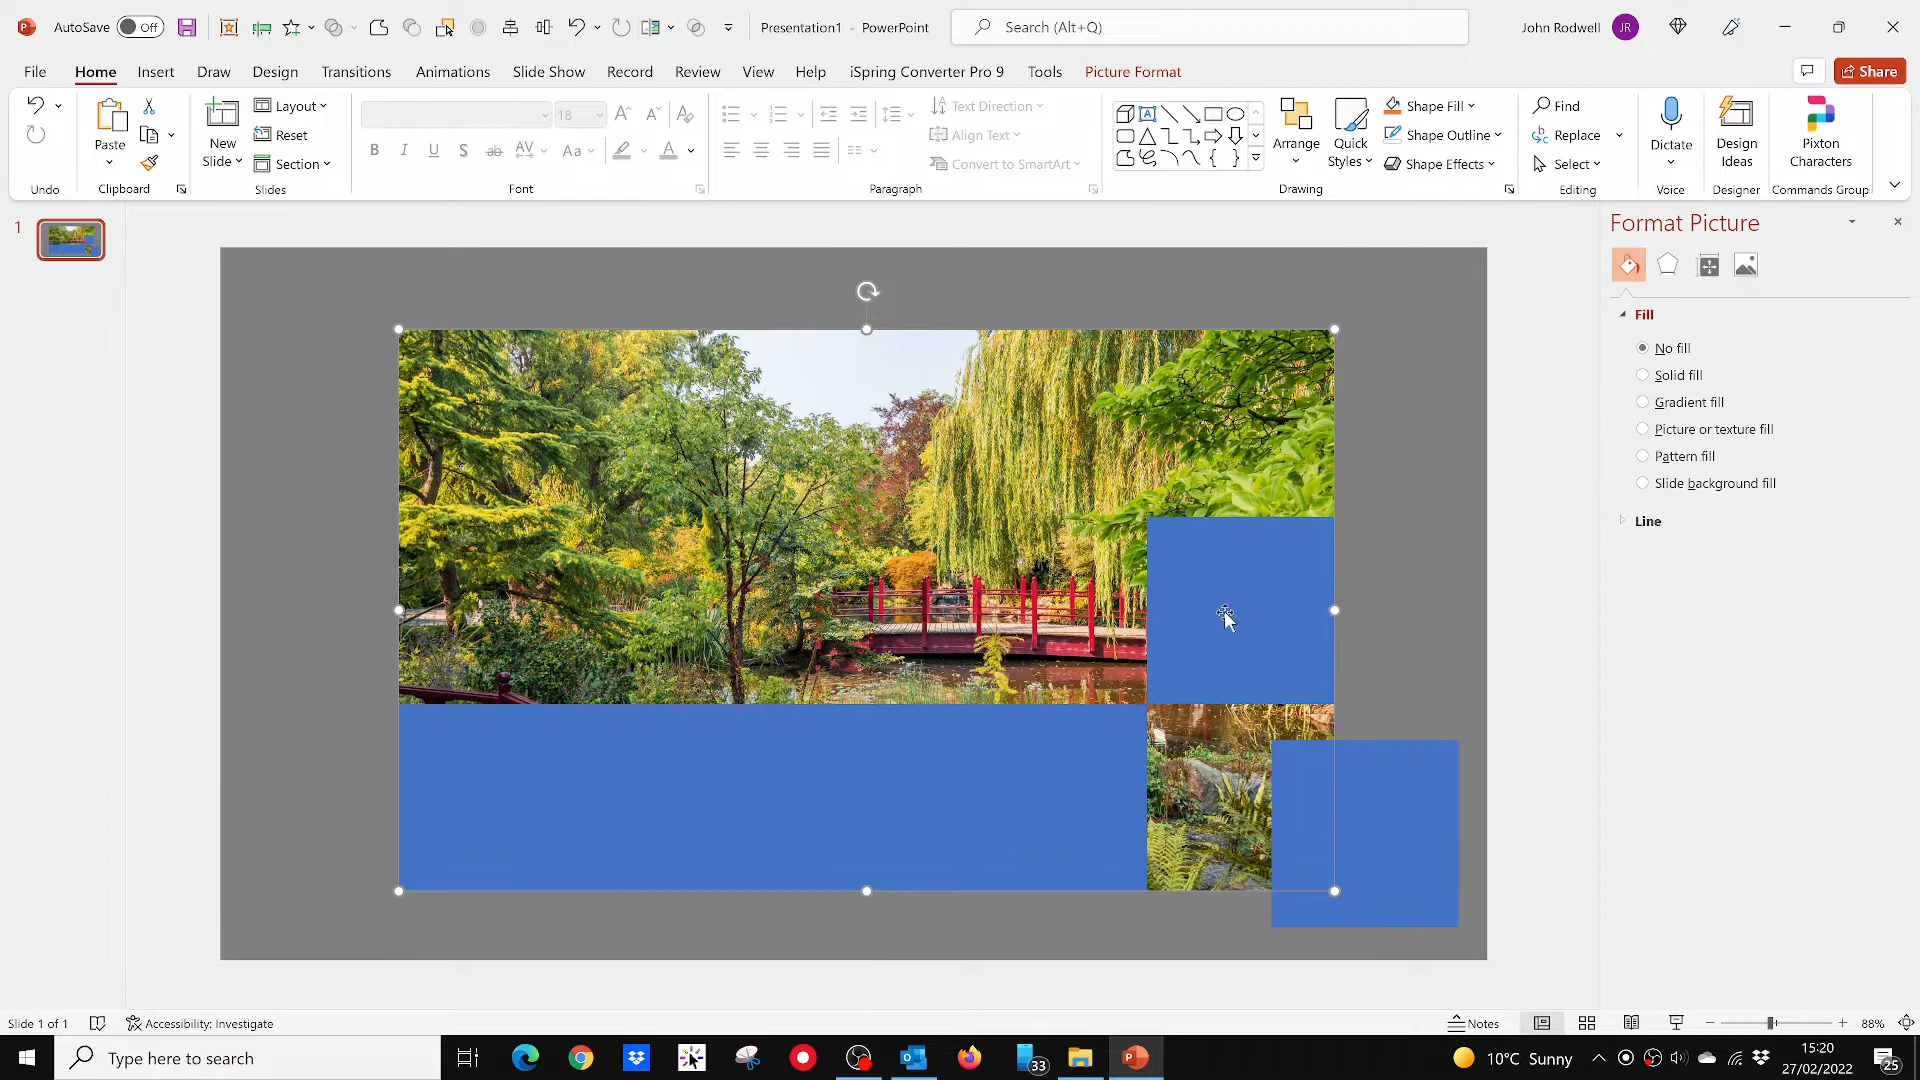 AutoSave Off Presentation1 - PowerPoint Search (Alt+Q) John Rodwell JR
File Home Insert Draw Design Transitions Animations Slide Show Record Review View Help iSpring Converter Pro 9 Tools Picture Format Share
Undo
Paste
Clipboard
New Slide
Layout
Reset
Section
Slides
18
B I U S ab AV Aa A
Font
Text Direction
Align Text
Convert to SmartArt
Paragraph
Arrange
Quick Styles
Shape Fill
Shape Outline
Shape Effects
Drawing
Find
Replace
Select
Editing
Dictate
Voice
Design Ideas
Designer
Pixton Characters
Commands Group
1
Format Picture
Fill
No fill
Solid fill
Gradient fill
Picture or texture fill
Pattern fill
Slide background fill
Line
Slide 1 of 1 Accessibility: Investigate Notes 88%
Type here to search 33 10°C Sunny 15:20
27/02/2022 25